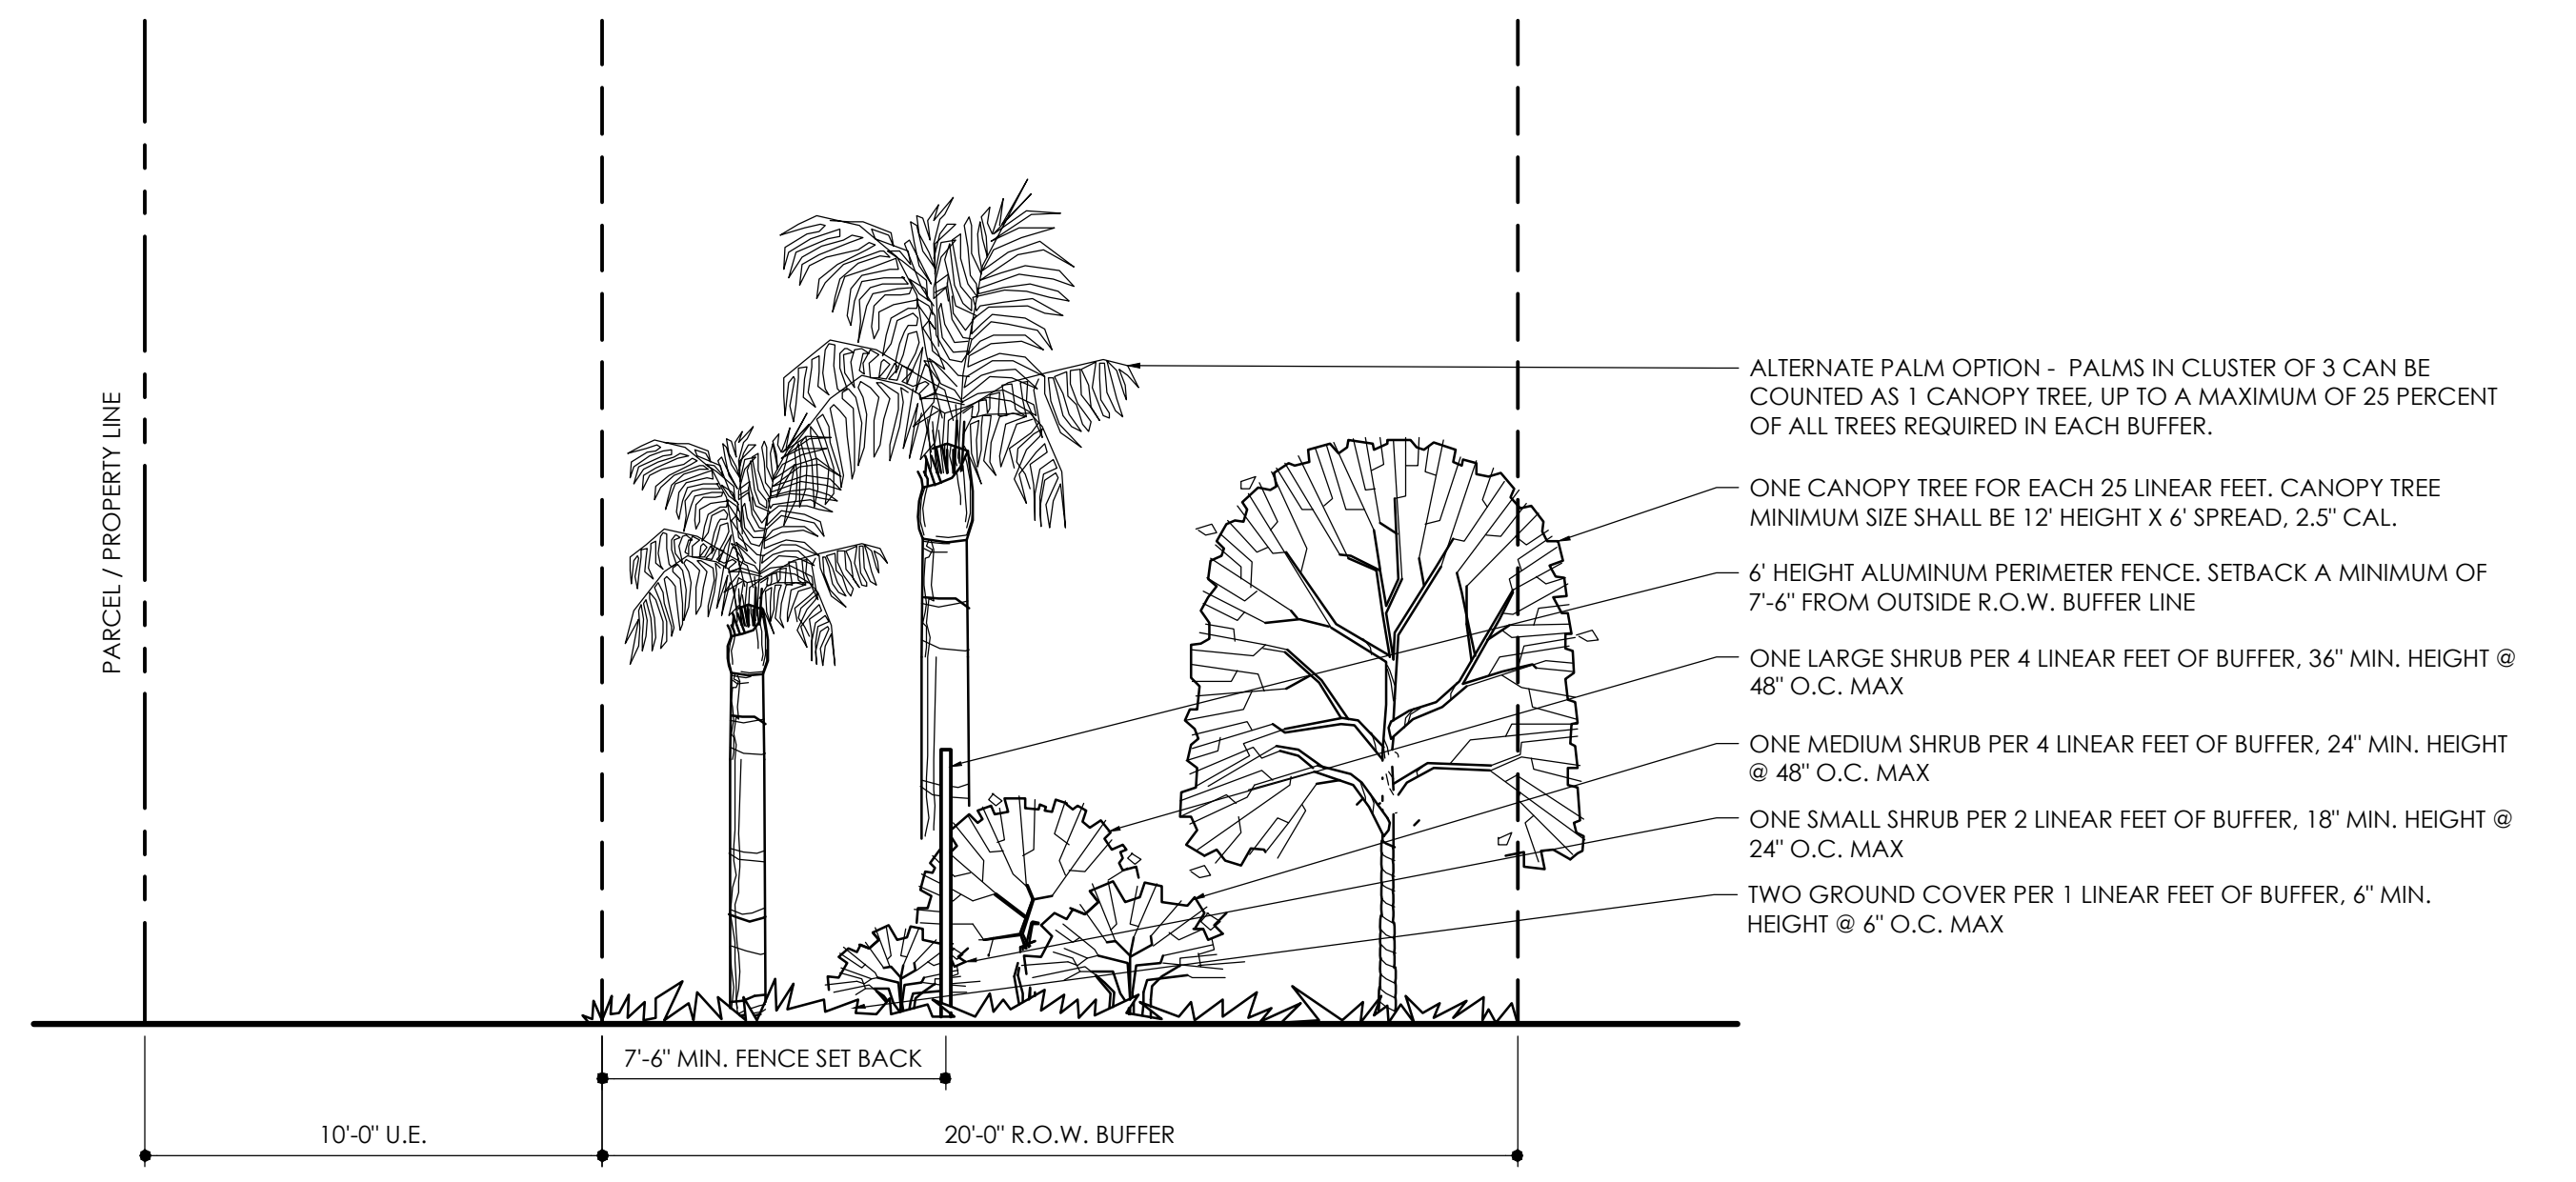 PARCEL / PROPERTY LINE
ALTERNATE PALM OPTION - PALMS IN CLUSTER OF 3 CAN BE
COUNTED AS 1 CANOPY TREE, UP TO A MAXIMUM OF 25 PERCENT
OF ALL TREES REQUIRED IN EACH BUFFER.
ONE CANOPY TREE FOR EACH 25 LINEAR FEET. CANOPY TREE
MINIMUM SIZE SHALL BE 12' HEIGHT X 6' SPREAD, 2.5" CAL.
6' HEIGHT ALUMINUM PERIMETER FENCE. SETBACK A MINIMUM OF
7'-6" FROM OUTSIDE R.O.W. BUFFER LINE
ONE LARGE SHRUB PER 4 LINEAR FEET OF BUFFER, 36" MIN. HEIGHT @
48" O.C. MAX
ONE MEDIUM SHRUB PER 4 LINEAR FEET OF BUFFER, 24" MIN. HEIGHT
@ 48" O.C. MAX
ONE SMALL SHRUB PER 2 LINEAR FEET OF BUFFER, 18" MIN. HEIGHT @
24" O.C. MAX
TWO GROUND COVER PER 1 LINEAR FEET OF BUFFER, 6" MIN.
HEIGHT @ 6" O.C. MAX
7'-6" MIN. FENCE SET BACK
10'-0" U.E.
20'-0" R.O.W. BUFFER